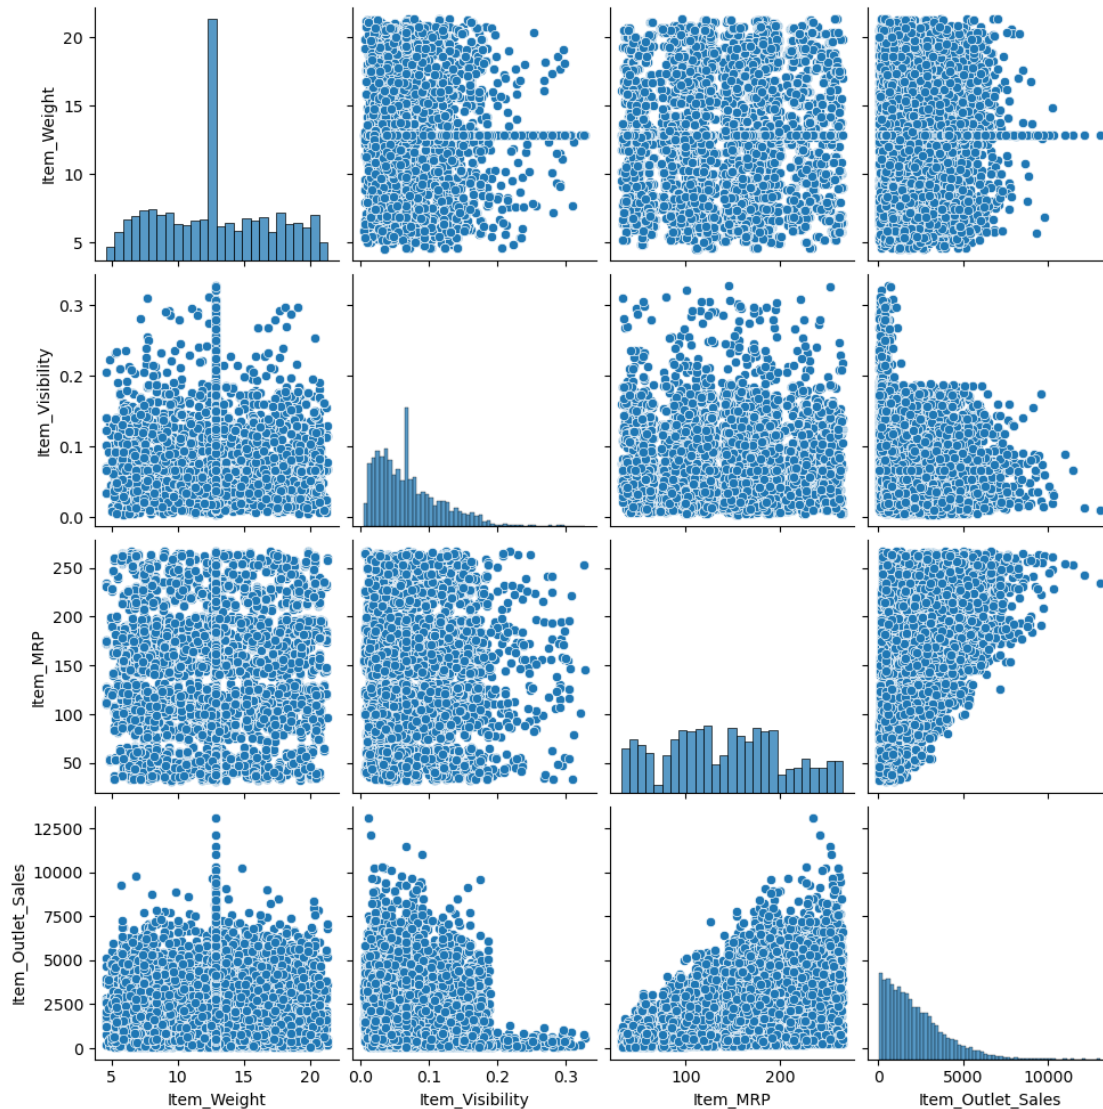 20
15
10
5
Item_Weight
0.3
0.2
0.1
0.0
Item_Visibility
250
200
150
100
50
Item_MRP
12500
10000
7500
5000
2500
0
Item_Outlet_Sales
5 10 15 20
0.0 0.1 0.2 0.3
100 200
0 5000 10000
Item_Weight
Item_Visibility
Item_MRP
Item_Outlet_Sales